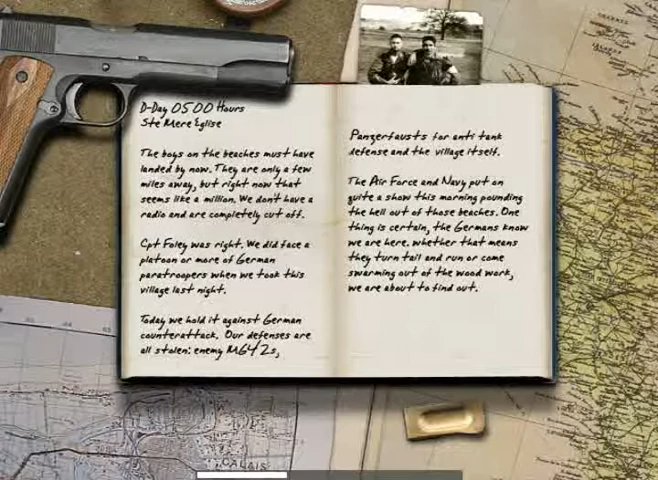 D-Day 0500 Hours
Ste Mere Eglise
The boys on the beaches must have
landed by now. They are only a few
miles away, but right now that
seems like a million. We don't have a
radio and are completely cut off.
Cpt Foley was right. We did face a
platoon or more of German
paratroopers when we took this
village last night.
Today we hold it against German
counterattack. Our defenses are
all stolen: enemy MG42s,
Panzerfausts for anti tank
defense and the village itself.
The Air Force and Navy put on
quite a show this morning pounding
the hell out of those beaches. One
thing is certain, the Germans know
we are here. Whether that means
they turn tail and run or come
swarming out of the wood work,
we are about to find out.
CALAIS